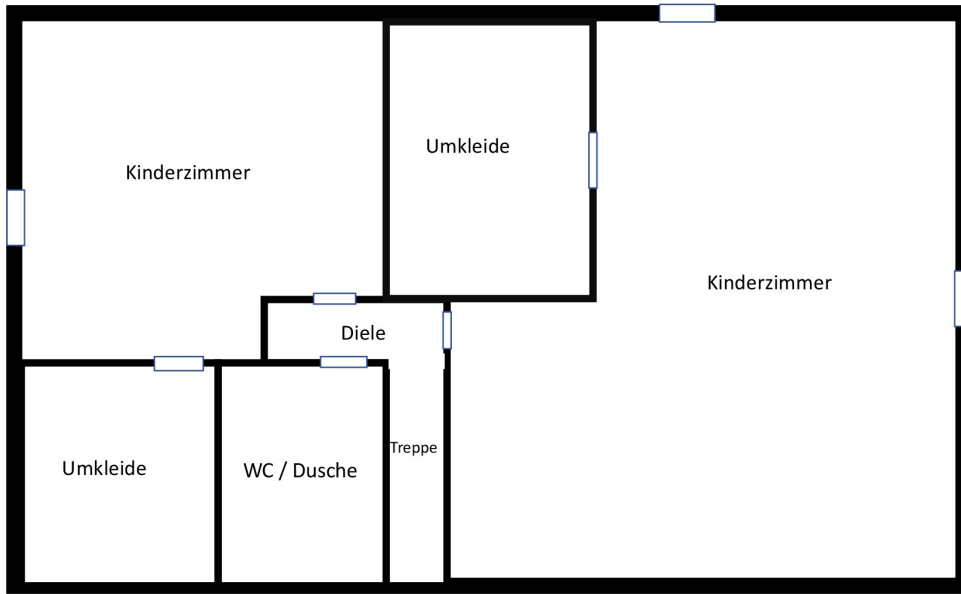 Umkleide
Kinderzimmer
Kinderzimmer
Diele
Treppe
Umkleide
WC / Dusche